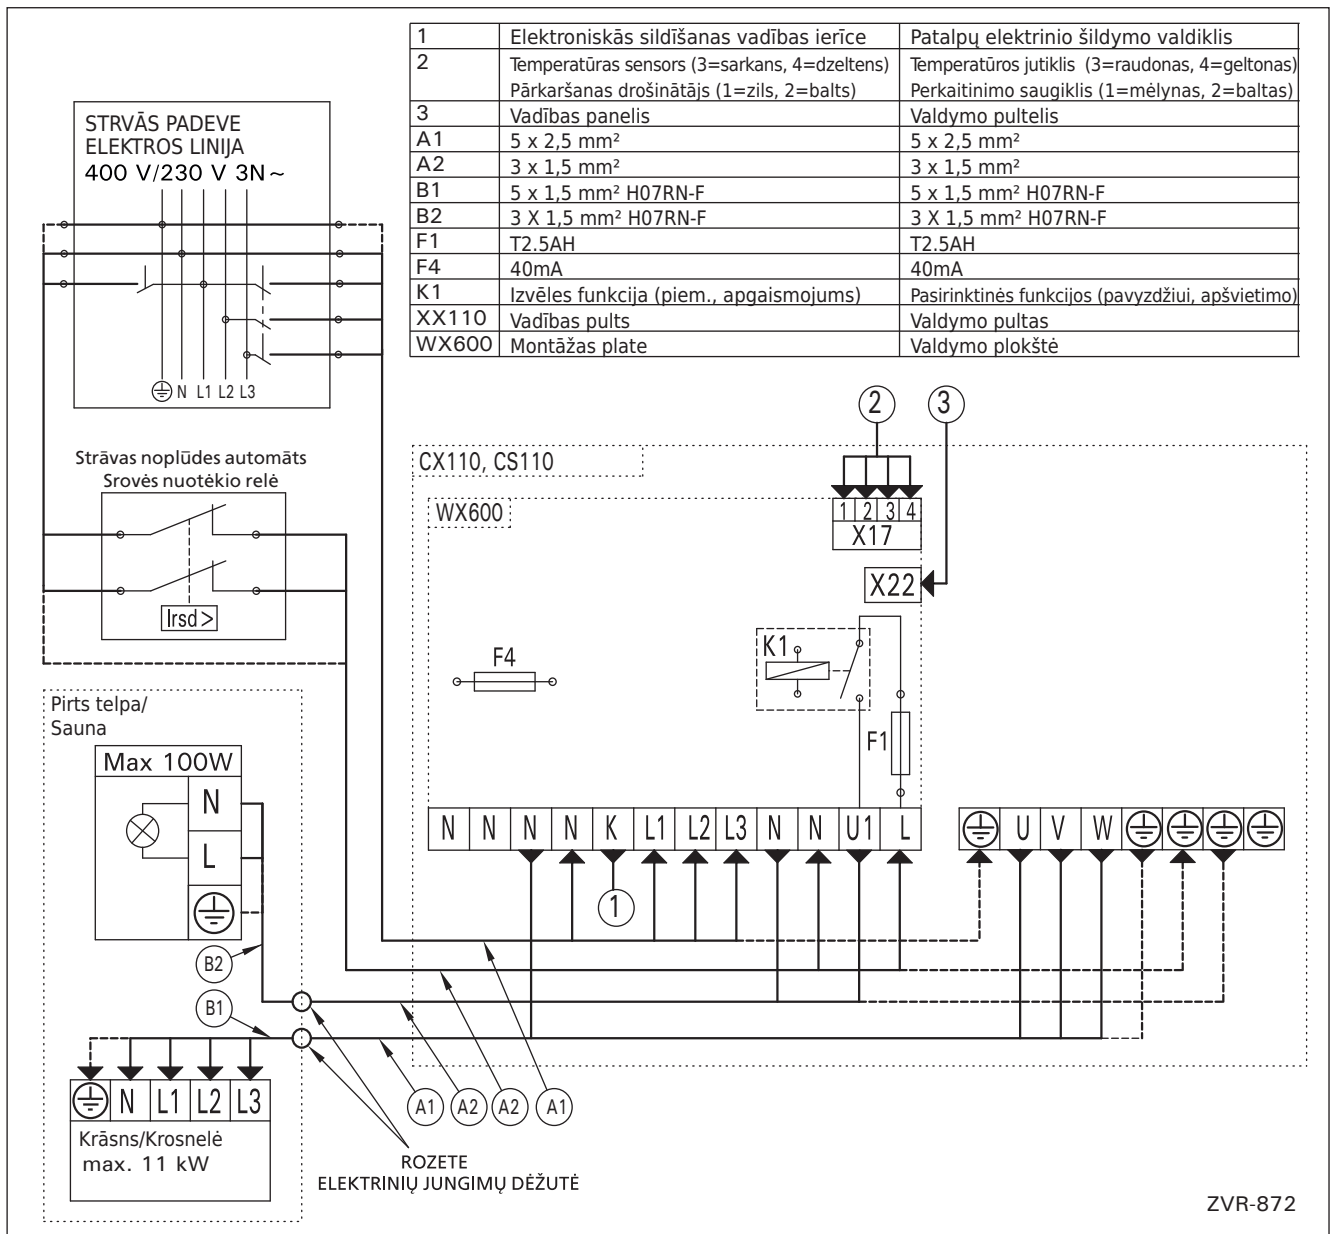 1 Elektroniskās sildīšanas vadības ierīce Patalpų elektrinio šildymo valdiklis
2 Temperatūras sensors (3=sarkans, 4=dzeltens) Temperatūros jutiklis (3=raudonas, 4=geltonas)
Pārkaršanas drošinātājs (1=zils, 2=balts) Perkaitinimo saugiklis (1=mėlynas, 2=baltas)
3 Vadības panelis Valdymo pultelis
A1 5 x 2,5 mm² 5 x 2,5 mm²
A2 3 x 1,5 mm² 3 x 1,5 mm²
B1 5 x 1,5 mm² H07RN-F 5 x 1,5 mm² H07RN-F
B2 3 X 1,5 mm² H07RN-F 3 X 1,5 mm² H07RN-F
F1 T2.5AH T2.5AH
F4 40mA 40mA
K1 Izvēles funkcija (piem., apgaismojums) Pasirinktinės funkcijos (pavyzdžiui, apšvietimo)
XX110 Vadības pults Valdymo pultas
WX600 Montāžas plate Valdymo plokštė
STRVĀS PADEVE
ELEKTROS LINIJA
400 V/230 V 3N~
N L1 L2 L3
Strāvas noplūdes automāts
Srovės nuotėkio relė
Irsd >
2 3
CX110, CS110
WX600
1 2 3 4
X17
X22
K1
F4
F1
N N N N K L1 L2 L3 N N U1 L
U V W
1
Pirts telpa/
Sauna
Max 100W
N
L
B2
B1
N L1 L2 L3
Krāsns/Krosnelė
max. 11 kW
A1 A2 A2 A1
ROZETE
ELEKTRINIŲ JUNGIMŲ DĖŽUTĖ
ZVR-872